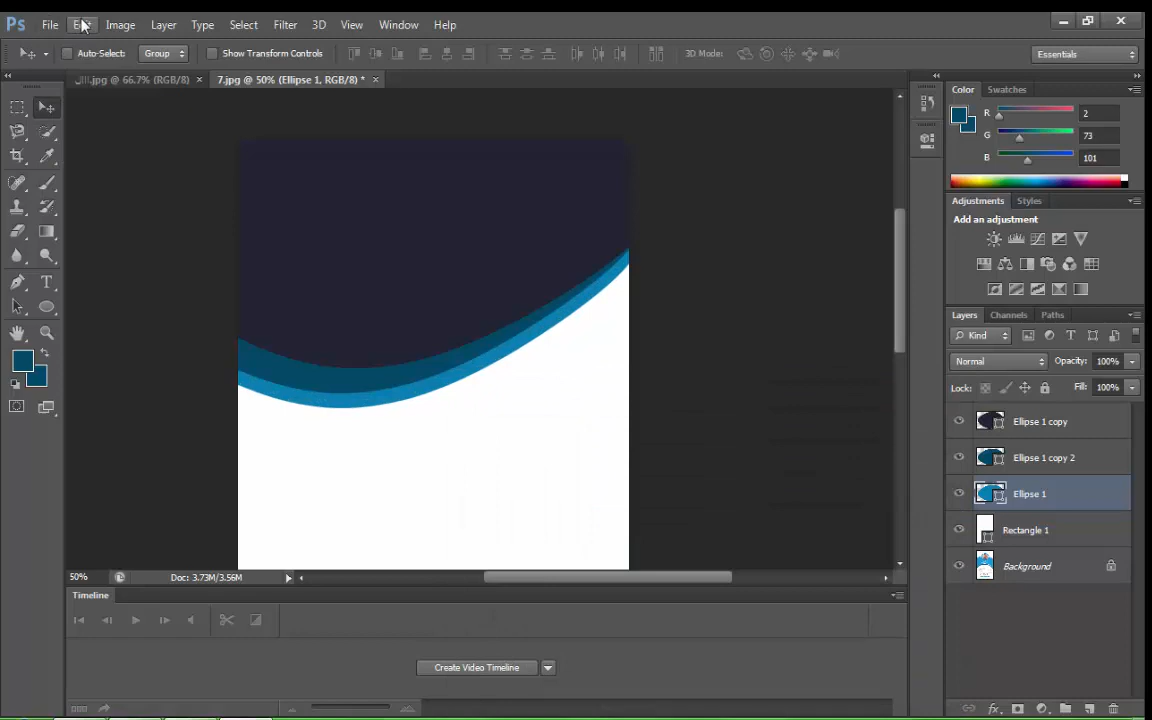 Ps File Edit Image Layer Type Select Filter 3D View Window Help
Auto-Select: Group Show Transform Controls 3D Mode: Essentials
.jpg @ 66.7% (RGB/8) × 7.jpg @ 50% (Ellipse 1, RGB/8) * ×
Color Swatches
R 2
G 73
B 101
Adjustments Styles
Add an adjustment
Layers Channels Paths
Kind
Normal Opacity: 100%
Lock: Fill: 100%
Ellipse 1 copy
Ellipse 1 copy 2
Ellipse 1
Rectangle 1
Background
50% Doc: 3.73M/3.56M
Timeline
Create Video Timeline